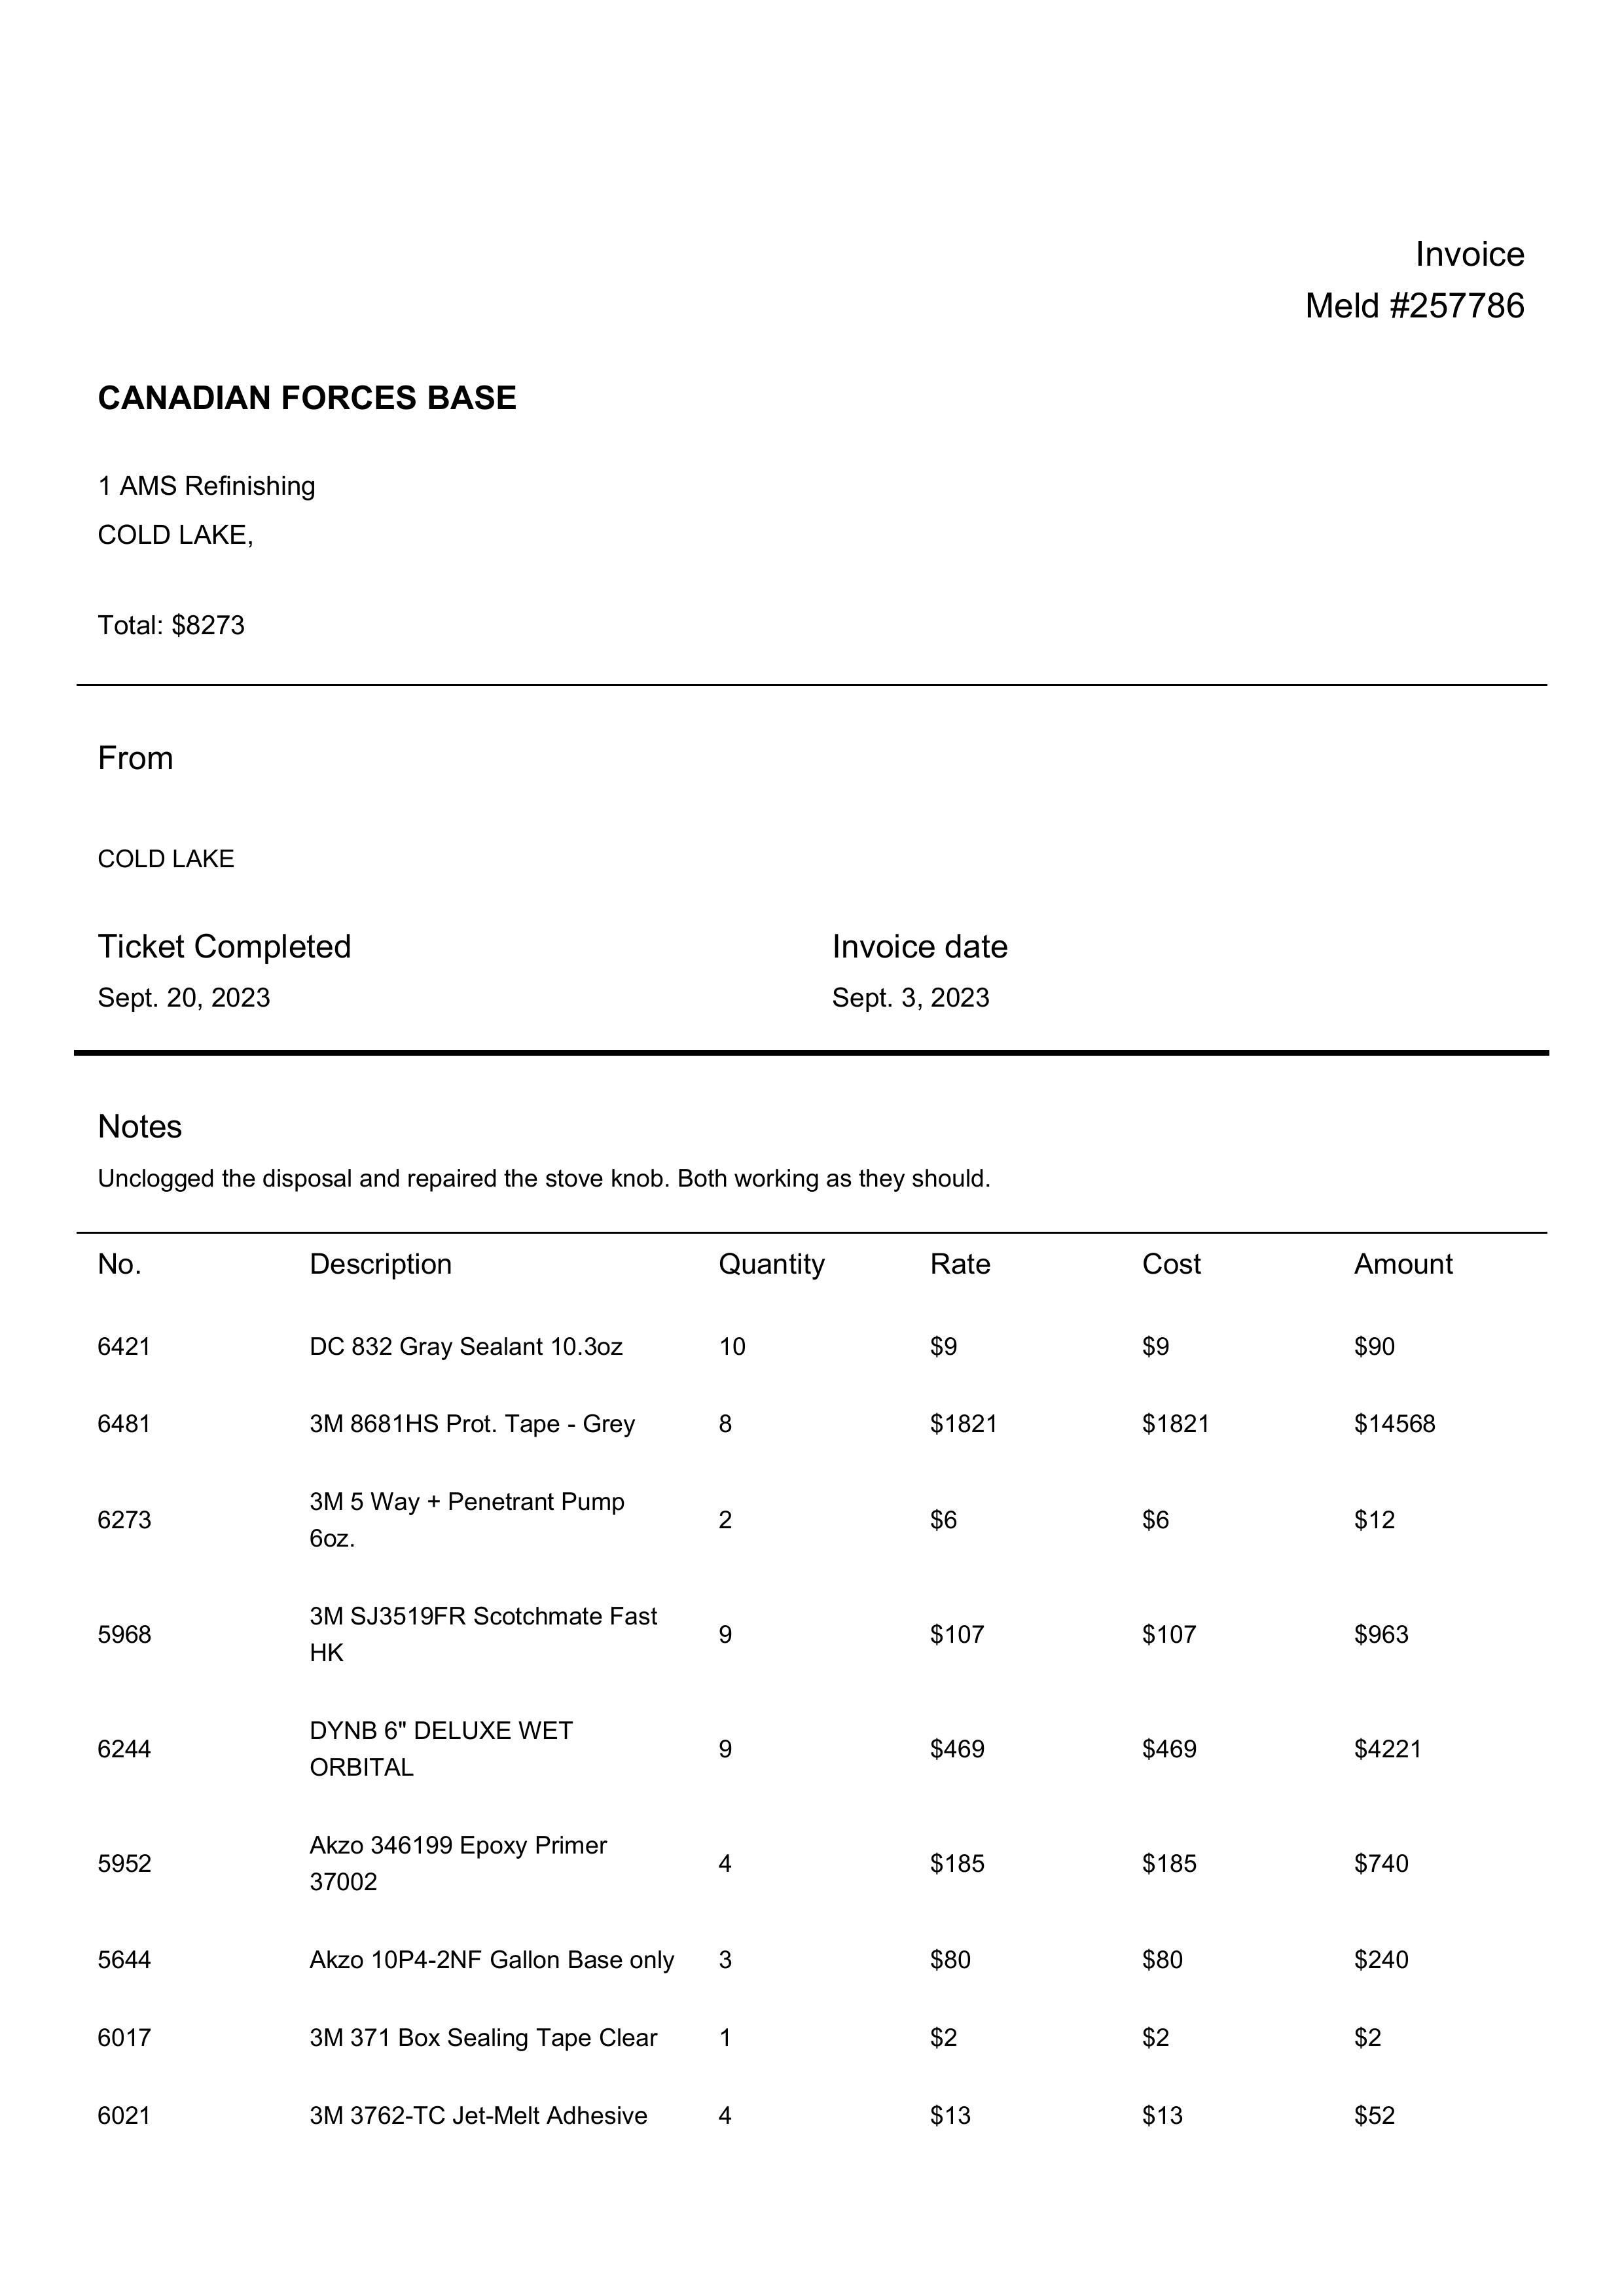 Invoice
Meld #257786
CANADIAN FORCES BASE
1 AMS Refinishing
COLD LAKE,
Total: $8273
From
COLD LAKE
Ticket Completed Invoice date
Sept. 20, 2023 Sept. 3, 2023
Notes
Unclogged the disposal and repaired the stove knob. Both working as they should.
No. Description Quantity Rate Cost Amount
6421 DC 832 Gray Sealant 10.3oz 10 $9 $9 $90
6481 3M 8681HS Prot. Tape - Grey 8 $1821 $1821 $14568
6273 3M 5 Way + Penetrant Pump 2 $6 $6 $12
6oz.
5968 3M SJ3519FR Scotchmate Fast 9 $107 $107 $963
HK
6244 DYNB 6" DELUXE WET 9 $469 $469 $4221
ORBITAL
5952 Akzo 346199 Epoxy Primer 4 $185 $185 $740
37002
5644 Akzo 10P4-2NF Gallon Base only 3 $80 $80 $240
6017 3M 371 Box Sealing Tape Clear 1 $2 $2 $2
6021 3M 3762-TC Jet-Melt Adhesive 4 $13 $13 $52